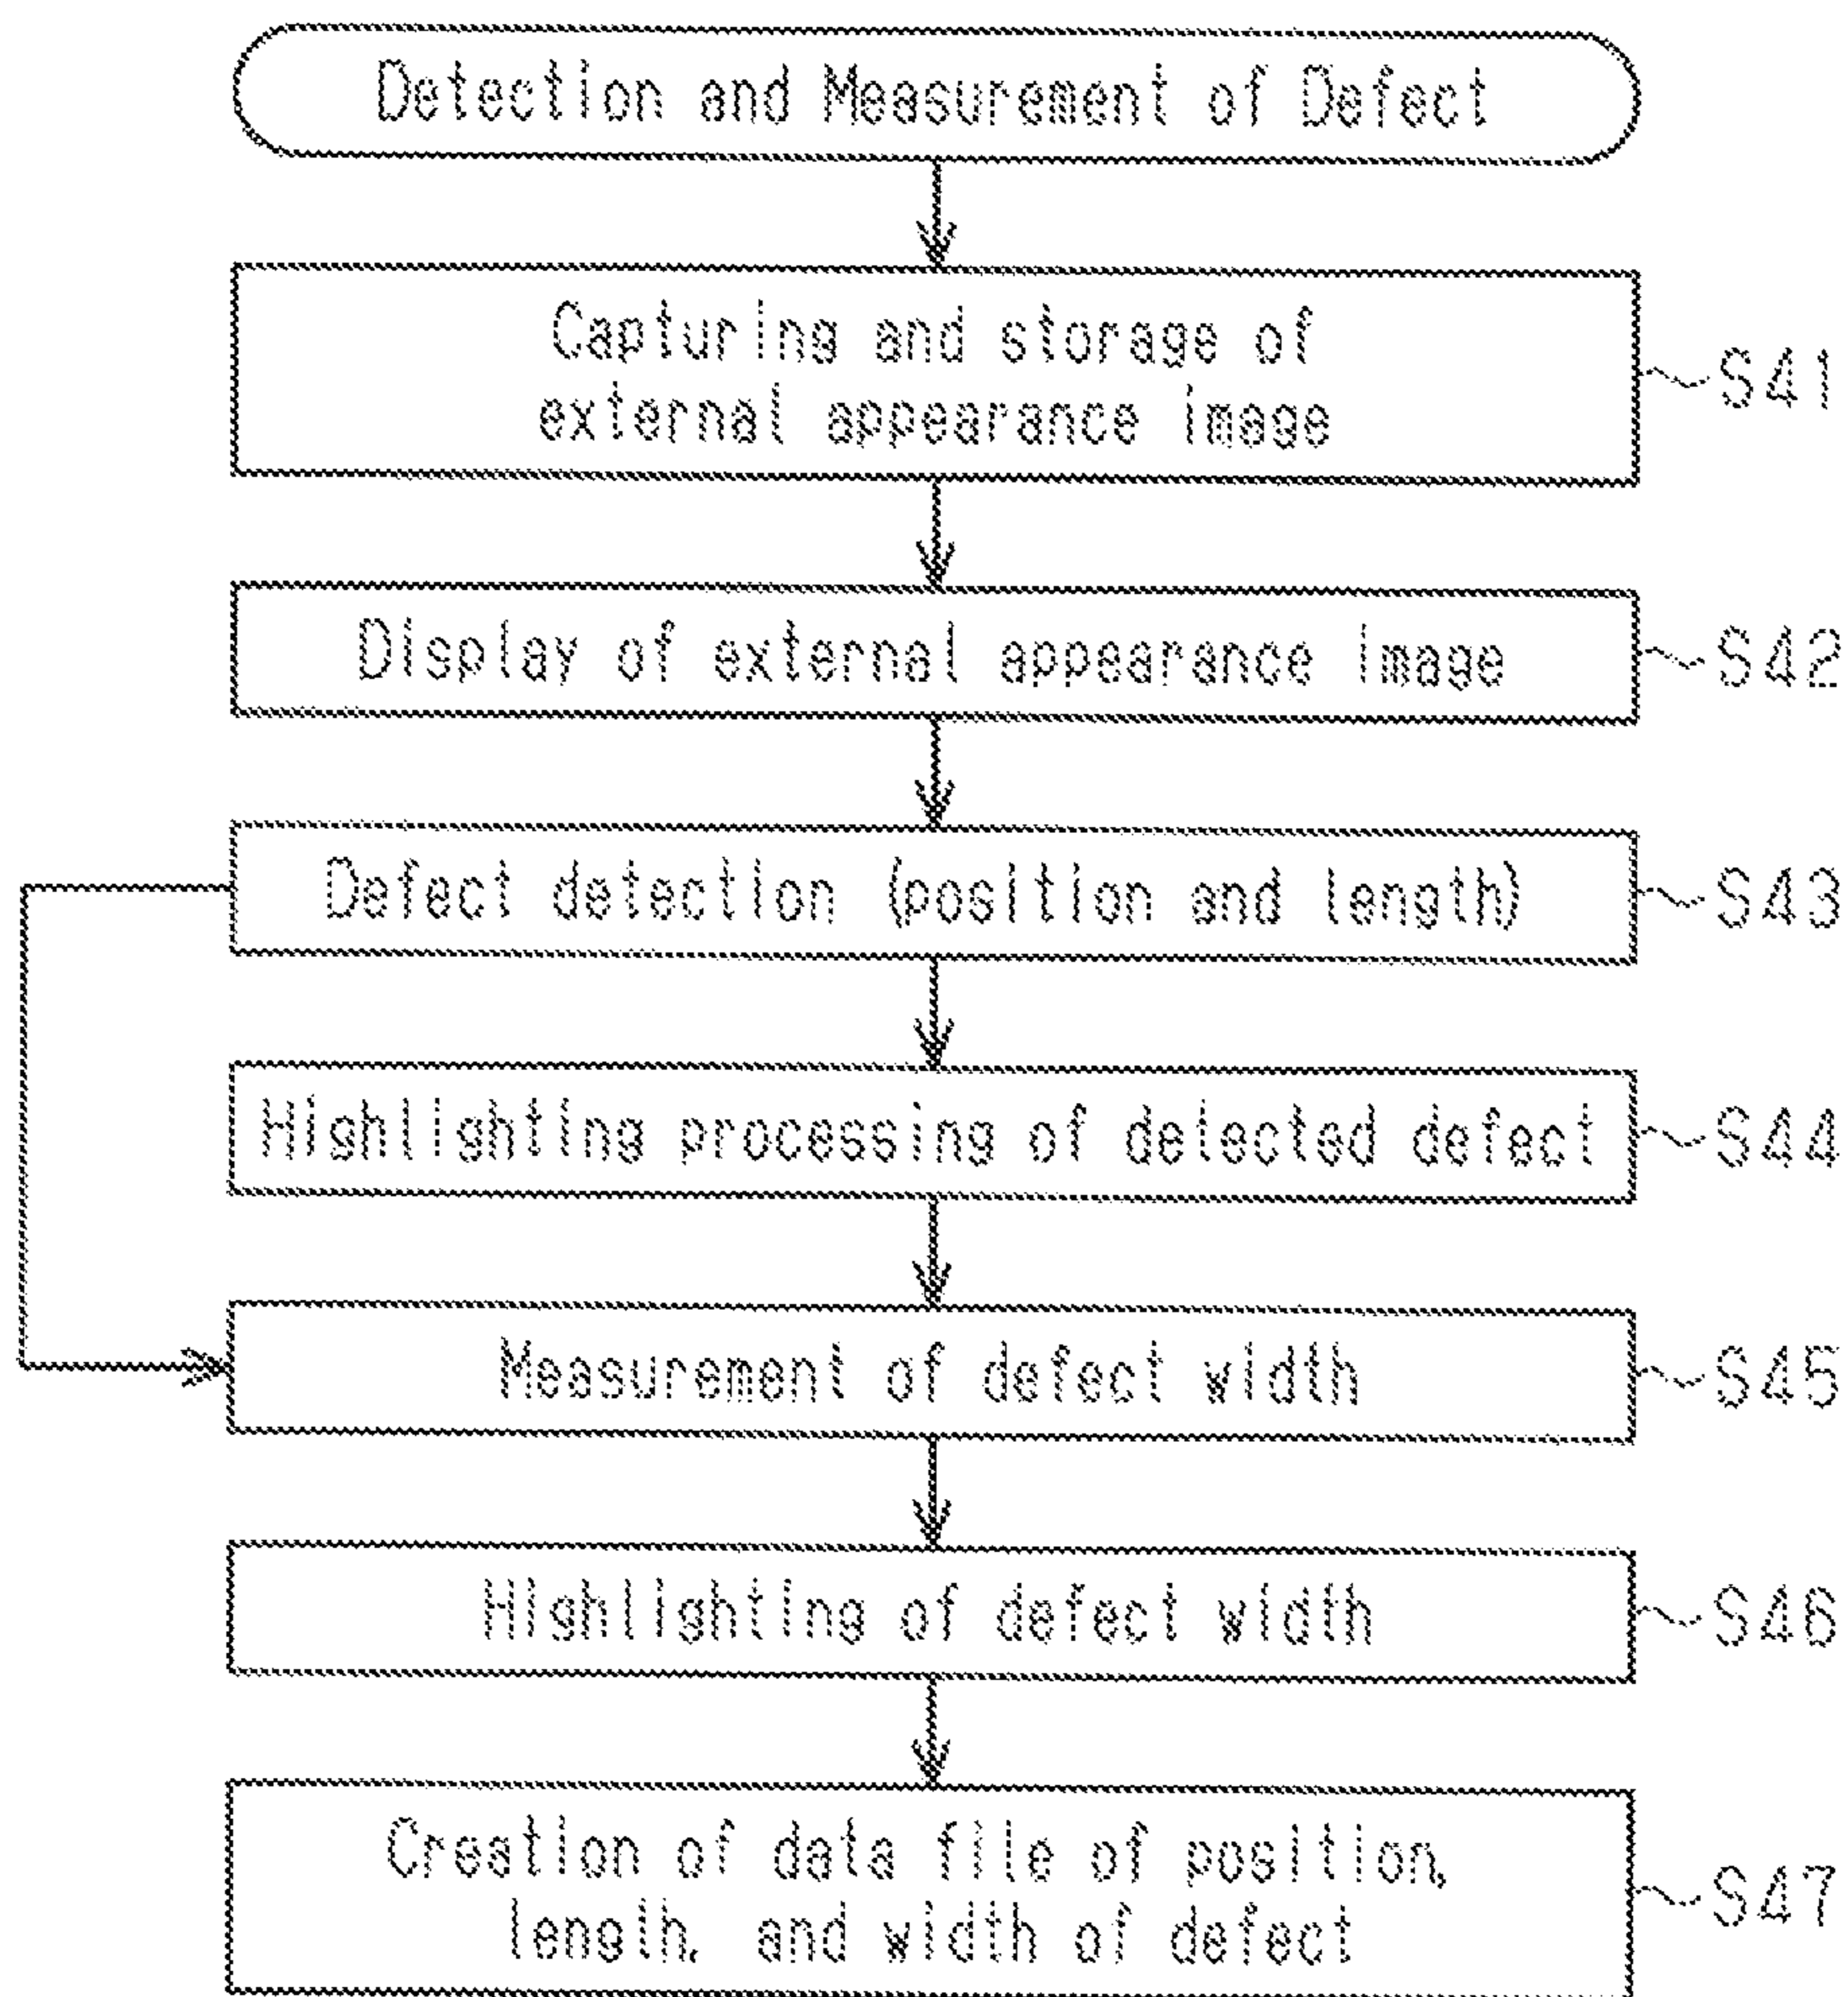 Detection and Measurement of Defect
Capturing and storage of
external appearance image
S41
Display of external appearance image
S42
Defect detection (position and length)
S43
Highlighting processing of detected defect
S44
Measurement of defect width
S45
Highlighting of defect width
S46
Creation of data file of position,
length, and width of defect
S47